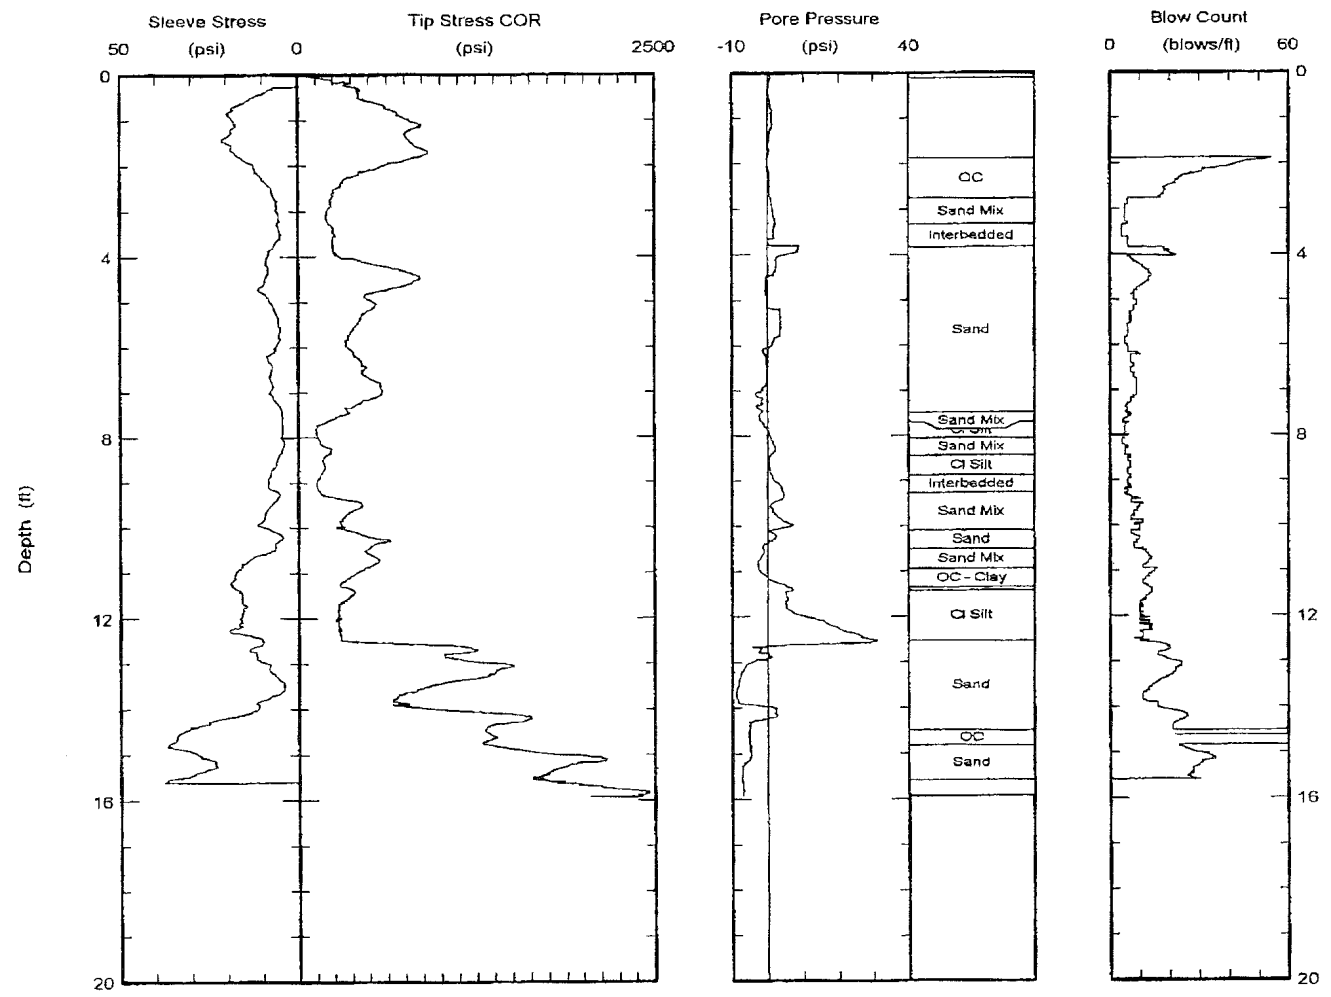 Sleeve Stress
Tip Stress COR
Pore Pressure
Blow Count
50 (psi) 0 (psi) 2500
-10 (psi) 40
0 (blows/ft) 60
0
0
OC
Sand Mix
Interbedded
4
4
Sand
Sand Mix
Cl Silt
8
8
Sand Mix
Cl Silt
Interbedded
Depth (ft)
Sand Mix
Sand
Sand Mix
OC - Clay
12
Cl Silt
12
Sand
OC
Sand
16
16
20
20